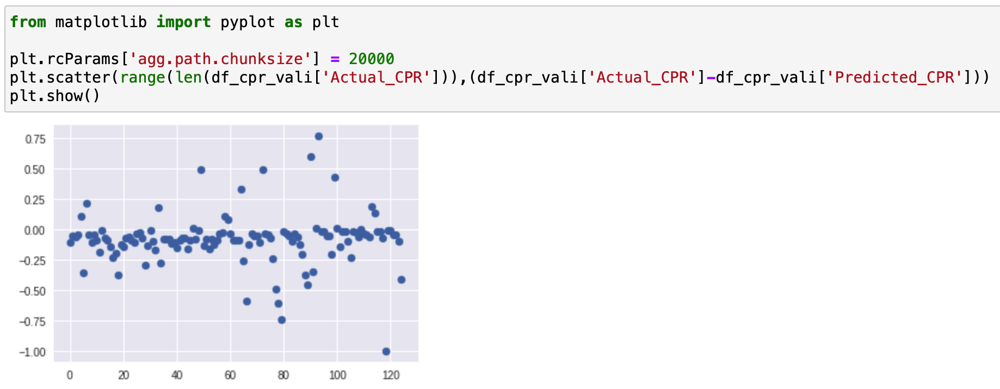 from matplotlib import pyplot as plt
plt.rcParams['agg.path.chunksize'] = 20000
plt.scatter(range(len(df_cpr_vali['Actual_CPR'])),(df_cpr_vali['Actual_CPR']-df_cpr_vali['Predicted_CPR']))
plt.show()
0.75
0.50
0.25
0.00
−0.25
−0.50
−0.75
−1.00
0 20 40 60 80 100 120